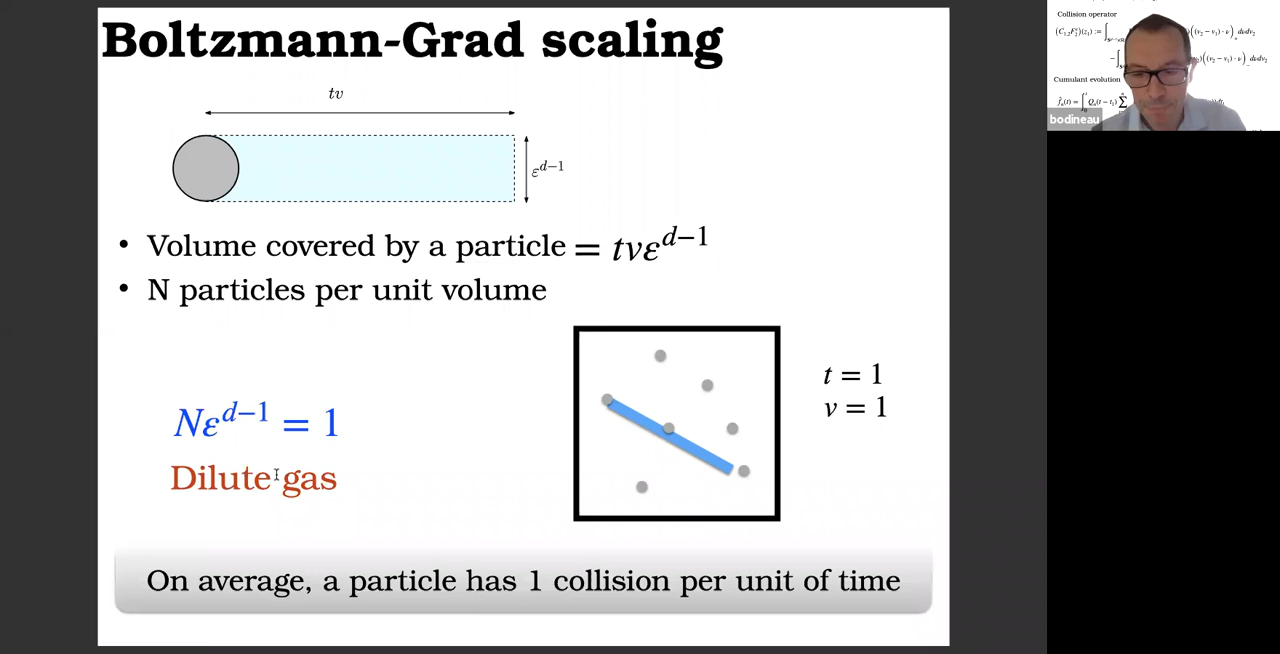 Boltzmann-Grad scaling
tv
ε^{d−1}
• Volume covered by a particle = tvε^{d−1}
• N particles per unit volume
t = 1
v = 1
Nε^{d−1} = 1
Dilute gas
On average, a particle has 1 collision per unit of time
Collision operator
Cumulant evolution
bodineau